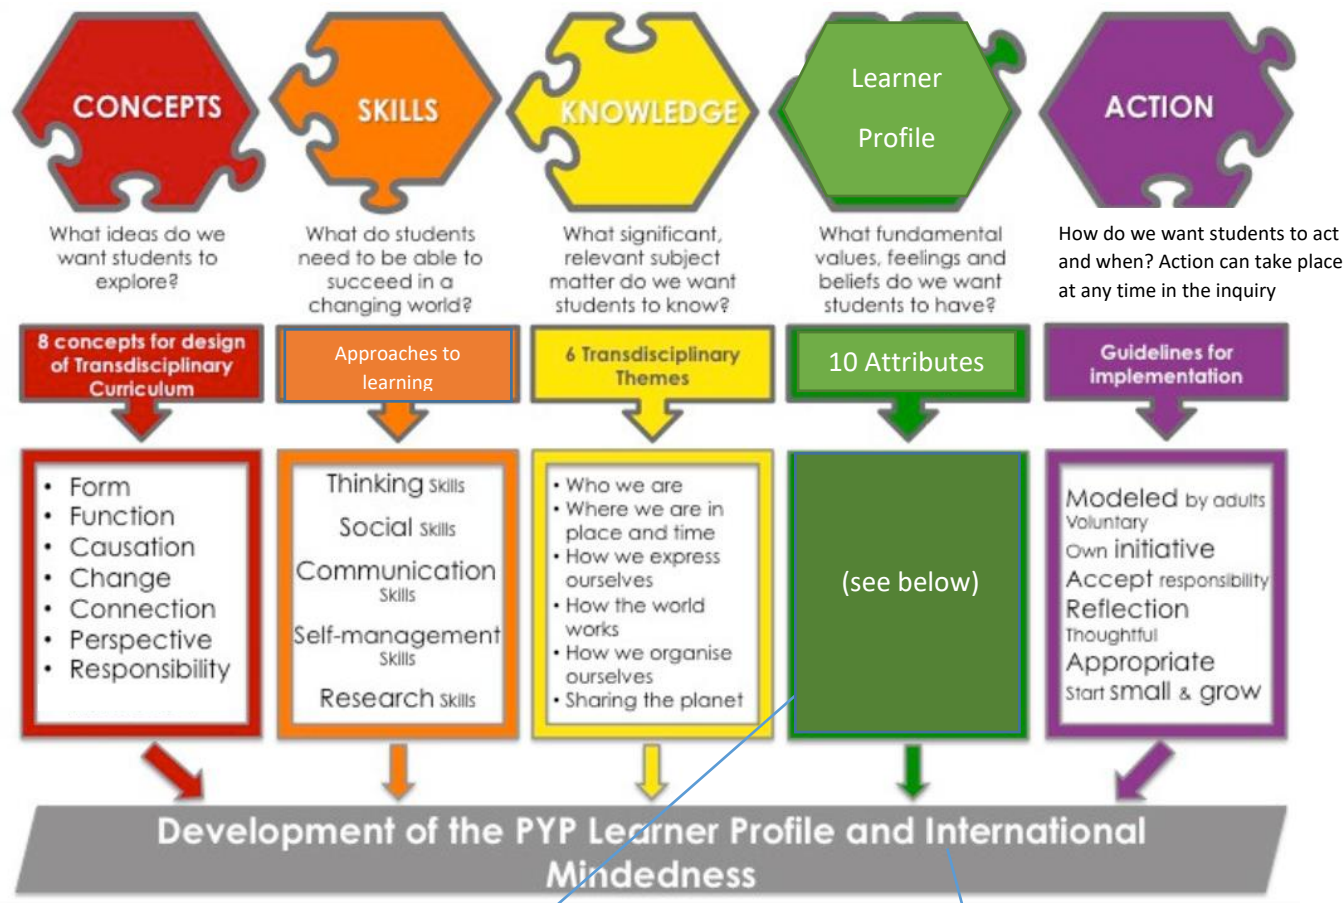 CONCEPTS
What ideas do we
want students to
explore?
8 concepts for design
of Transdisciplinary
Curriculum
• Form
• Function
• Causation
• Change
• Connection
• Perspective
• Responsibility
SKILLS
What do students
need to be able to
succeed in a
changing world?
Approaches to
learning
Thinking Skills
Social Skills
Communication
Skills
Self-management
Skills
Research Skills
KNOWLEDGE
What significant,
relevant subject
matter do we want
students to know?
6 Transdisciplinary
Themes
• Who we are
• Where we are in
place and time
• How we express
ourselves
• How the world
works
• How we organise
ourselves
• Sharing the planet
Learner
Profile
What fundamental
values, feelings and
beliefs do we want
students to have?
10 Attributes
(see below)
ACTION
How do we want students to act
and when? Action can take place
at any time in the inquiry
Guidelines for
implementation
Modeled by adults
Voluntary
Own initiative
Accept responsibility
Reflection
Thoughtful
Appropriate
Start small & grow
Development of the PYP Learner Profile and International
Mindedness